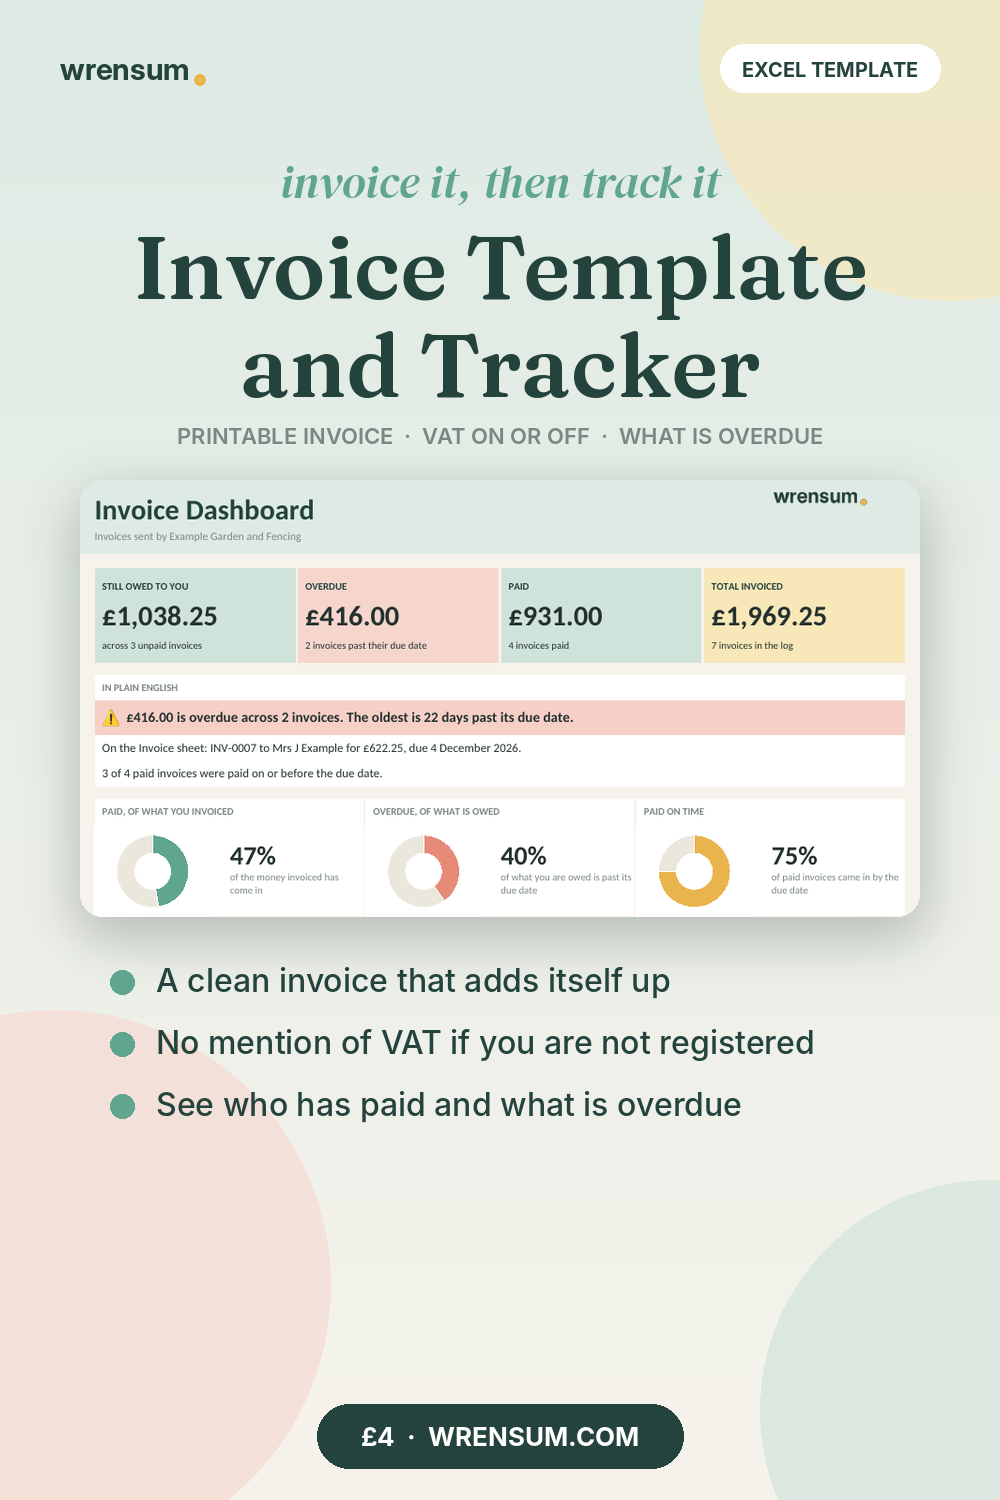 wrensum
EXCEL TEMPLATE
invoice it, then track it
Invoice Template
and Tracker
PRINTABLE INVOICE · VAT ON OR OFF · WHAT IS OVERDUE
Invoice Dashboard
wrensum
Invoices sent by Example Garden and Fencing
STILL OWED TO YOU
£1,038.25
across 3 unpaid invoices
OVERDUE
£416.00
2 invoices past their due date
PAID
£931.00
4 invoices paid
TOTAL INVOICED
£1,969.25
7 invoices in the log
IN PLAIN ENGLISH
⚠️ £416.00 is overdue across 2 invoices. The oldest is 22 days past its due date.
On the Invoice sheet: INV-0007 to Mrs J Example for £622.25, due 4 December 2026.
3 of 4 paid invoices were paid on or before the due date.
PAID, OF WHAT YOU INVOICED
47%
of the money invoiced has
come in
OVERDUE, OF WHAT IS OWED
40%
of what you are owed is past its
due date
PAID ON TIME
75%
of paid invoices came in by the
due date
A clean invoice that adds itself up
No mention of VAT if you are not registered
See who has paid and what is overdue
£4 · WRENSUM.COM